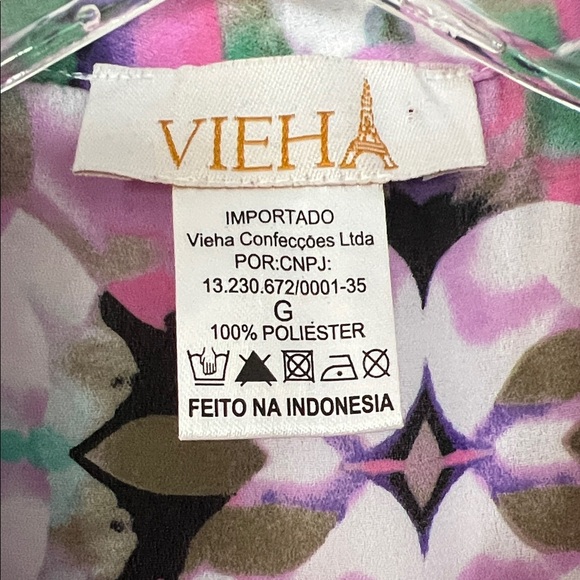 VIEHA
IMPORTADO
Vieha Confecções Ltda
POR:CNPJ:
13.230.672/0001-35
G
100% POLIÉSTER
FEITO NA INDONESIA